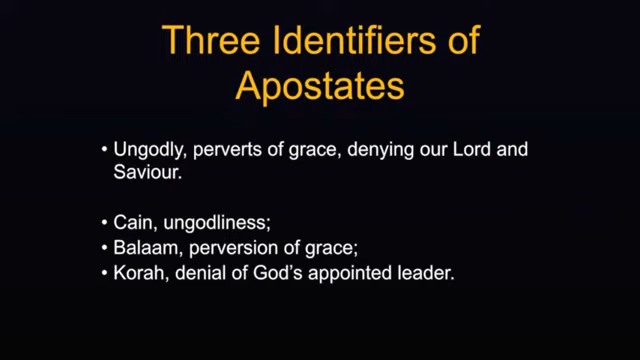 Three Identifiers of
Apostates
• Ungodly, perverts of grace, denying our Lord and
Saviour.
• Cain, ungodliness;
• Balaam, perversion of grace;
• Korah, denial of God's appointed leader.